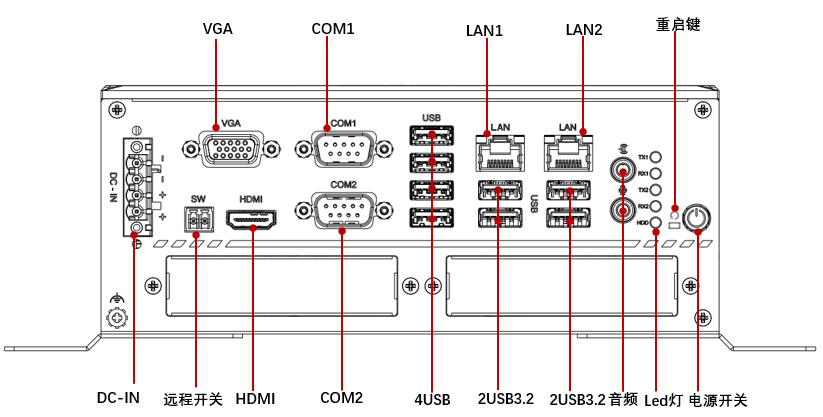 VGA
COM1
LAN1
LAN2
重启键
VGA
COM1
USB
LAN
LAN
TX1
RX1
TX2
RX2
HDD
DC-IN
SW
HDMI
COM2
USB
DC-IN
远程开关
HDMI
COM2
4USB
2USB3.2
2USB3.2
音频
Led灯
电源开关